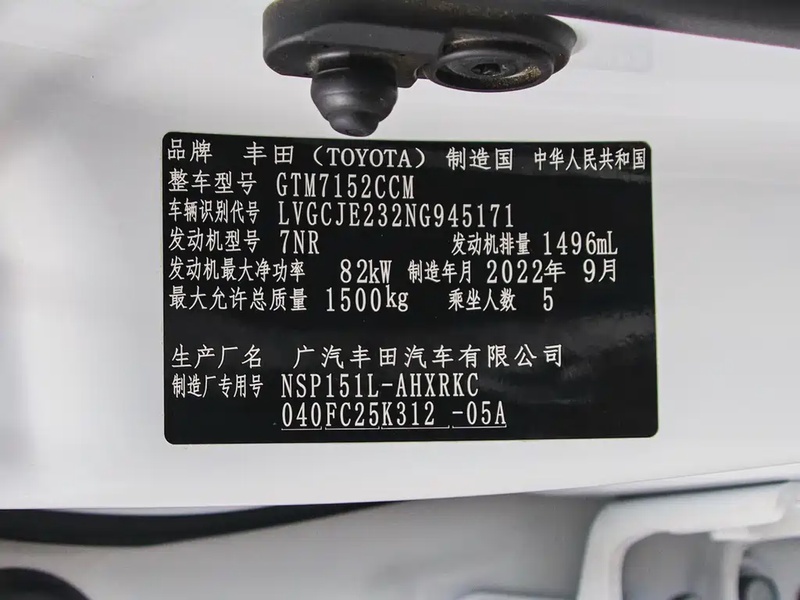 品牌 丰田（TOYOTA） 制造国 中华人民共和国
整车型号 GTM7152CCM
车辆识别代号 LVGCJE232NG945171
发动机型号 7NR 发动机排量 1496mL
发动机最大净功率 82kW 制造年月 2022年 9月
最大允许总质量 1500kg 乘坐人数 5
生产厂名 广汽丰田汽车有限公司
制造厂专用号 NSP151L-AHXRKC
040FC25K312 -05A